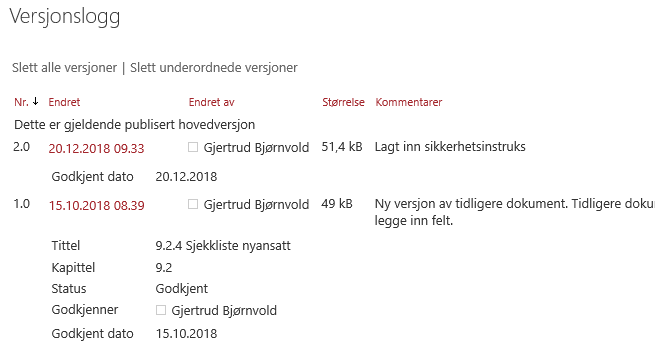 Versjonslogg
Slett alle versjoner | Slett underordnede versjoner
Nr. ↓ Endret Endret av Størrelse Kommentarer
Dette er gjeldende publisert hovedversjon
2.0 20.12.2018 09.33 Gjertrud Bjørnvold 51,4 kB Lagt inn sikkerhetsinstruks
Godkjent dato 20.12.2018
1.0 15.10.2018 08.39 Gjertrud Bjørnvold 49 kB Ny versjon av tidligere dokument. Tidligere
legge inn felt.
Tittel 9.2.4 Sjekkliste nyansatt
Kapittel 9.2
Status Godkjent
Godkjenner Gjertrud Bjørnvold
Godkjent dato 15.10.2018